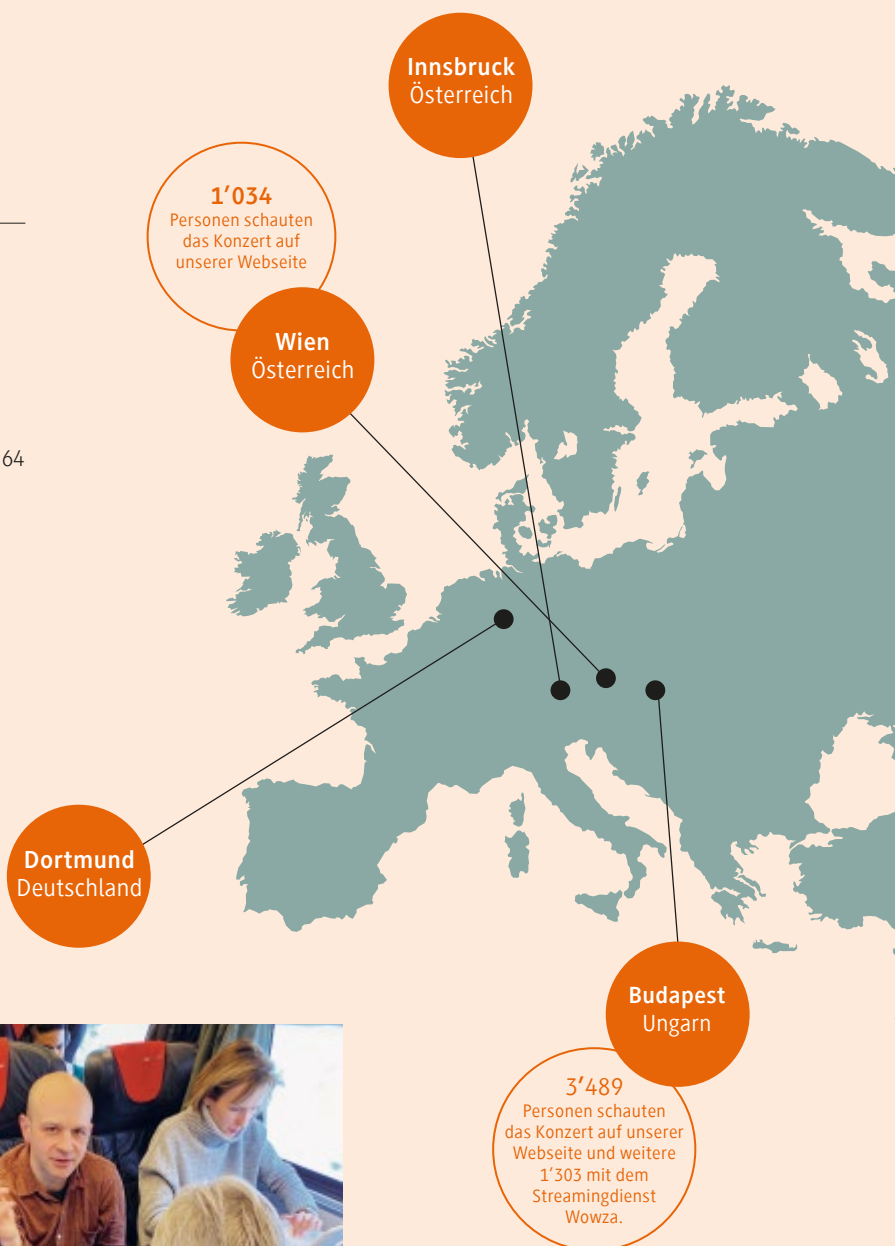 Innsbruck
Österreich
1’034
Personen schauten
das Konzert auf
unserer Webseite
Wien
Österreich
64
Dortmund
Deutschland
Budapest
Ungarn
3’489
Personen schauten
das Konzert auf unserer
Webseite und weitere
1’303 mit dem
Streamingdienst
Wowza.